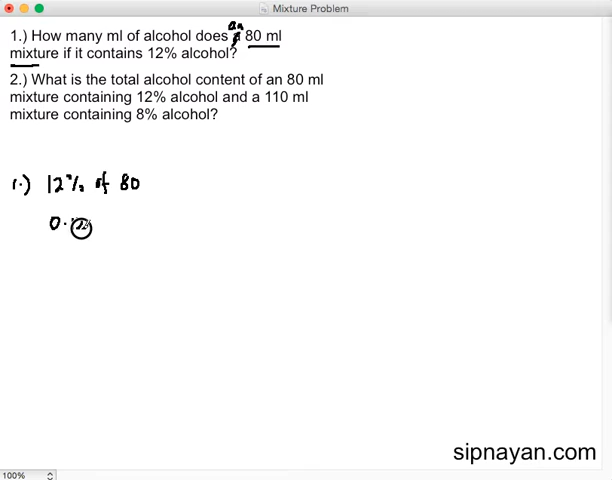 Mixture Problem
an
1.) How many ml of alcohol does a 80 ml
mixture if it contains 12% alcohol?
2.) What is the total alcohol content of an 80 ml
mixture containing 12% alcohol and a 110 ml
mixture containing 8% alcohol?
1.) 12% of 80
0.
sipnayan.com
100%